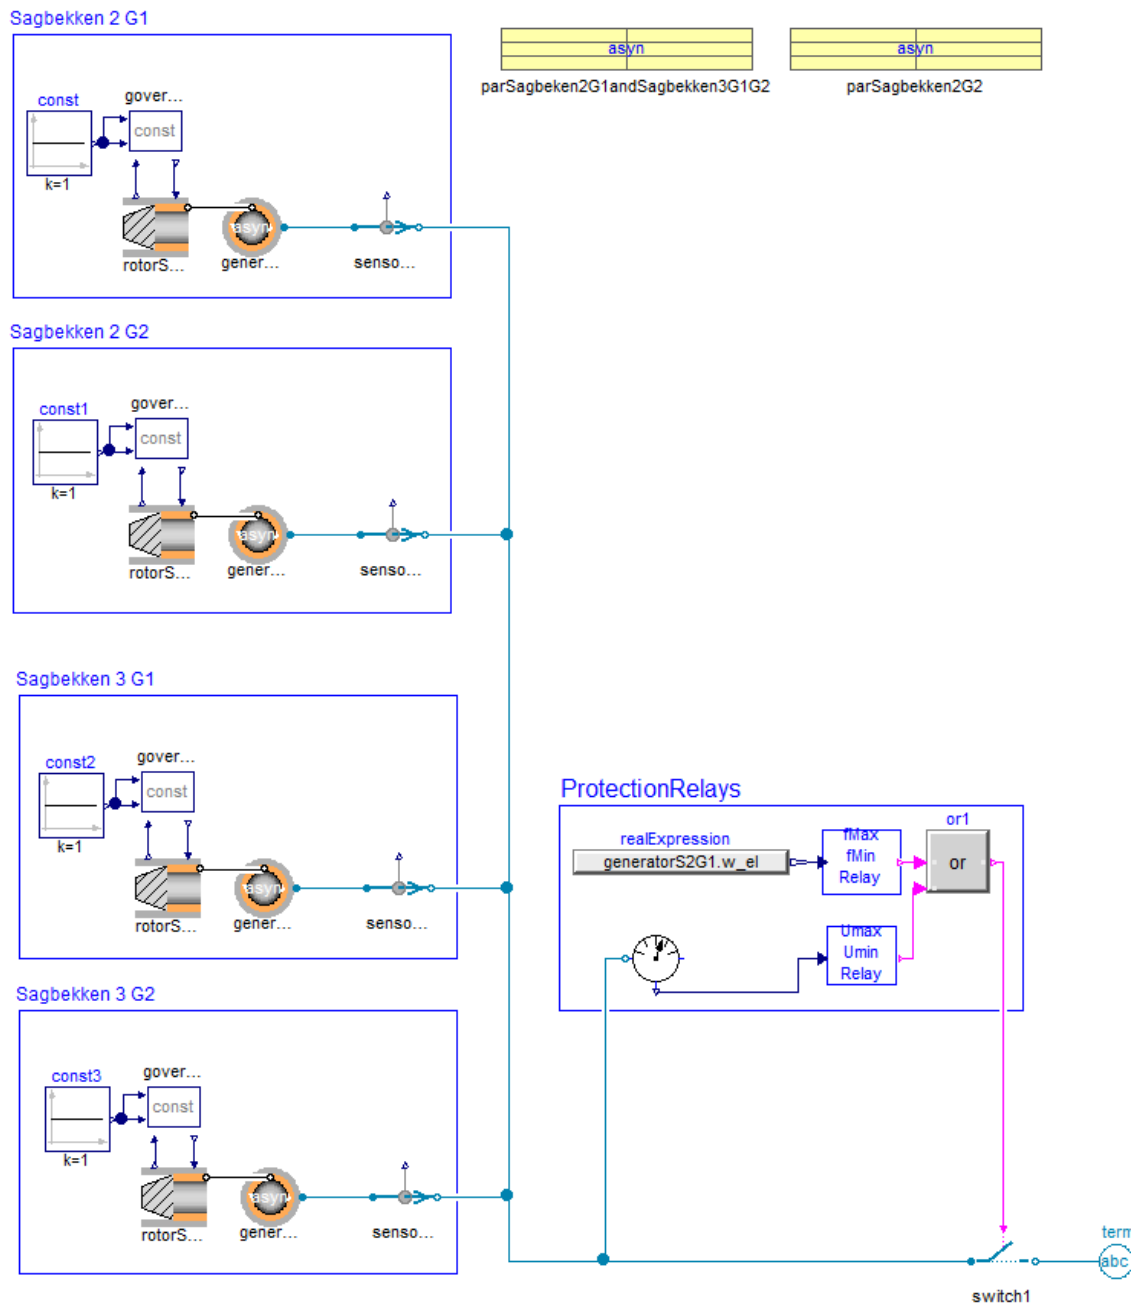 Sagbekken 2 G1
asyn
asyn
parSagbeken2G1andSagbekken3G1G2
parSagbekken2G2
const
gover...
const
k=1
asyn
rotorS...
gener...
senso...
Sagbekken 2 G2
const1
gover...
const
k=1
asyn
rotorS...
gener...
senso...
Sagbekken 3 G1
const2
gover...
const
k=1
asyn
rotorS...
gener...
senso...
ProtectionRelays
realExpression
generatorS2G1.w_el
fMax
fMin
Relay
or1
or
Umax
Umin
Relay
Sagbekken 3 G2
const3
gover...
const
k=1
asyn
rotorS...
gener...
senso...
term
abc
switch1